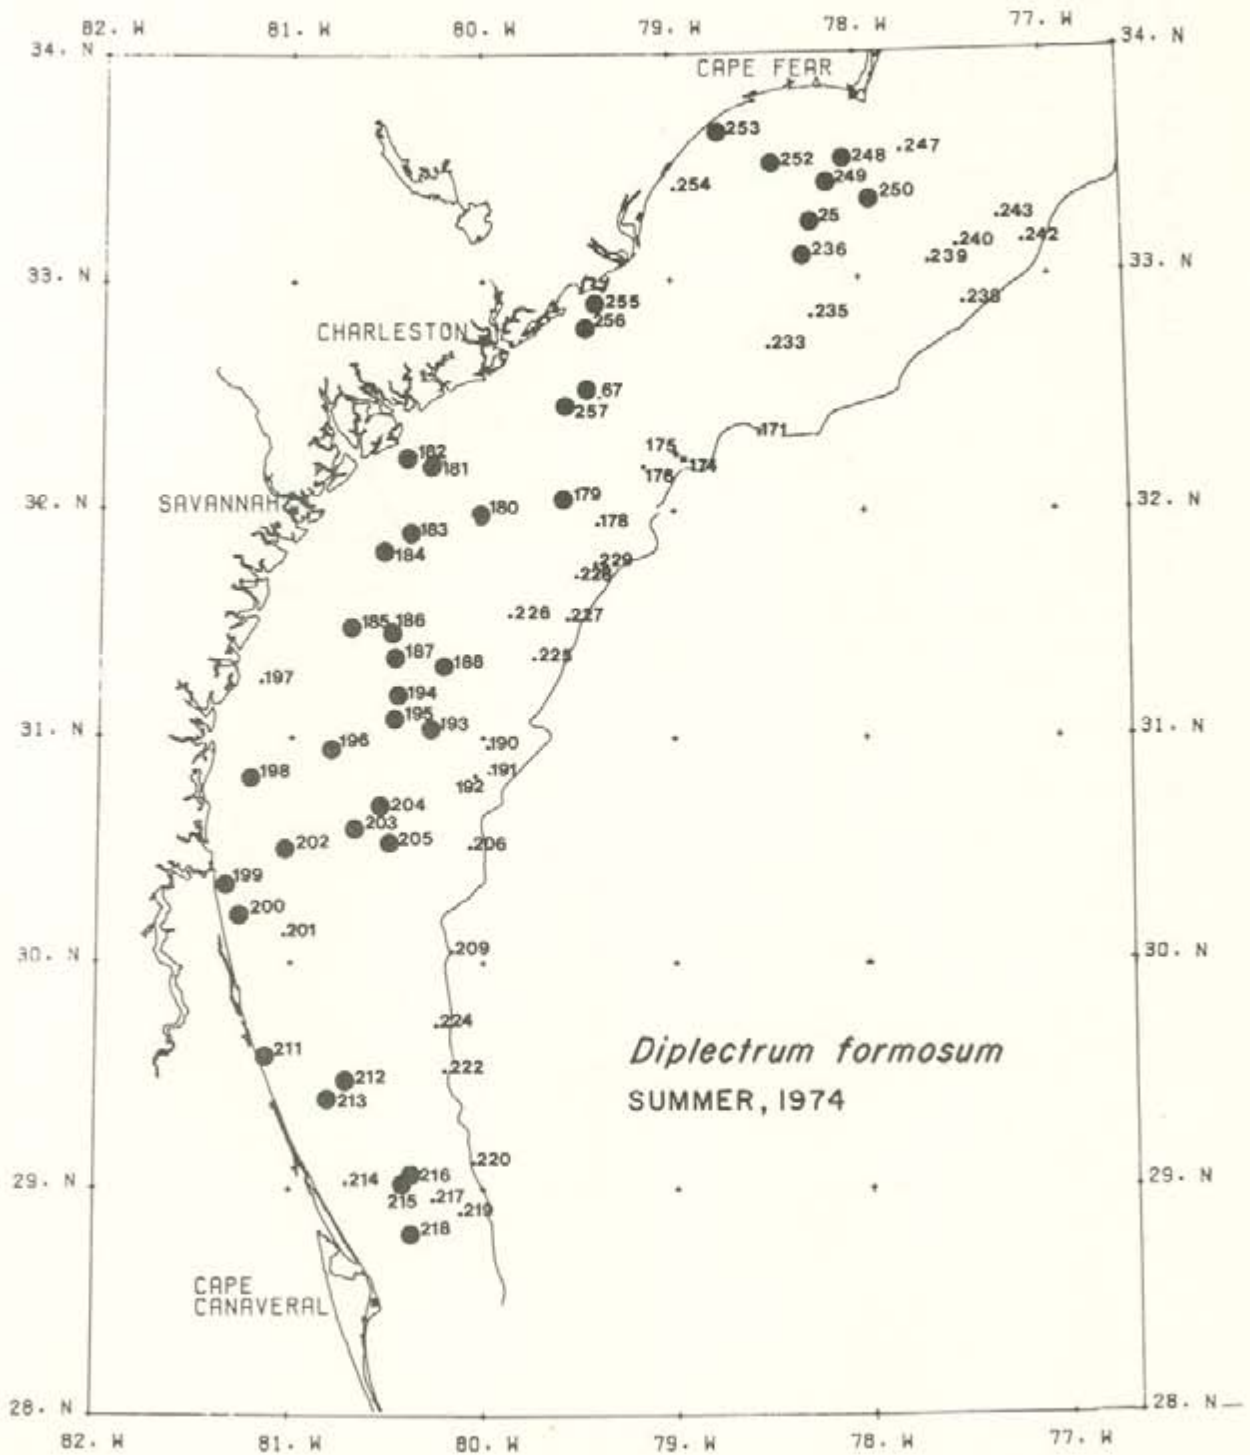 82. W 81. W 80. W 79. W 78. W 77. W
34. N 34. N
CAPE FEAR
253
252 248 247
249
254 250
25 243
236 240 242
239
33. N 33. N
255 238
235
CHARLESTON 256
233
67
257
171
182 175
181 174
176
SAVANNAH 179
32. N 180 32. N
178
183
184 229
228
185 186 226 227
187
188 225
197
194
195 193
31. N 31. N
196 190
198 191
192
204
203
202 205 206
199
200
201
30. N 209 30. N
224
Diplectrum formosum
211
222
212
213 SUMMER, 1974
220
29. N 214 216 29. N
215 217
219
218
CAPE
CANAVERAL
28. N 28. N
82. W 81. W 80. W 79. W 78. W 77. W